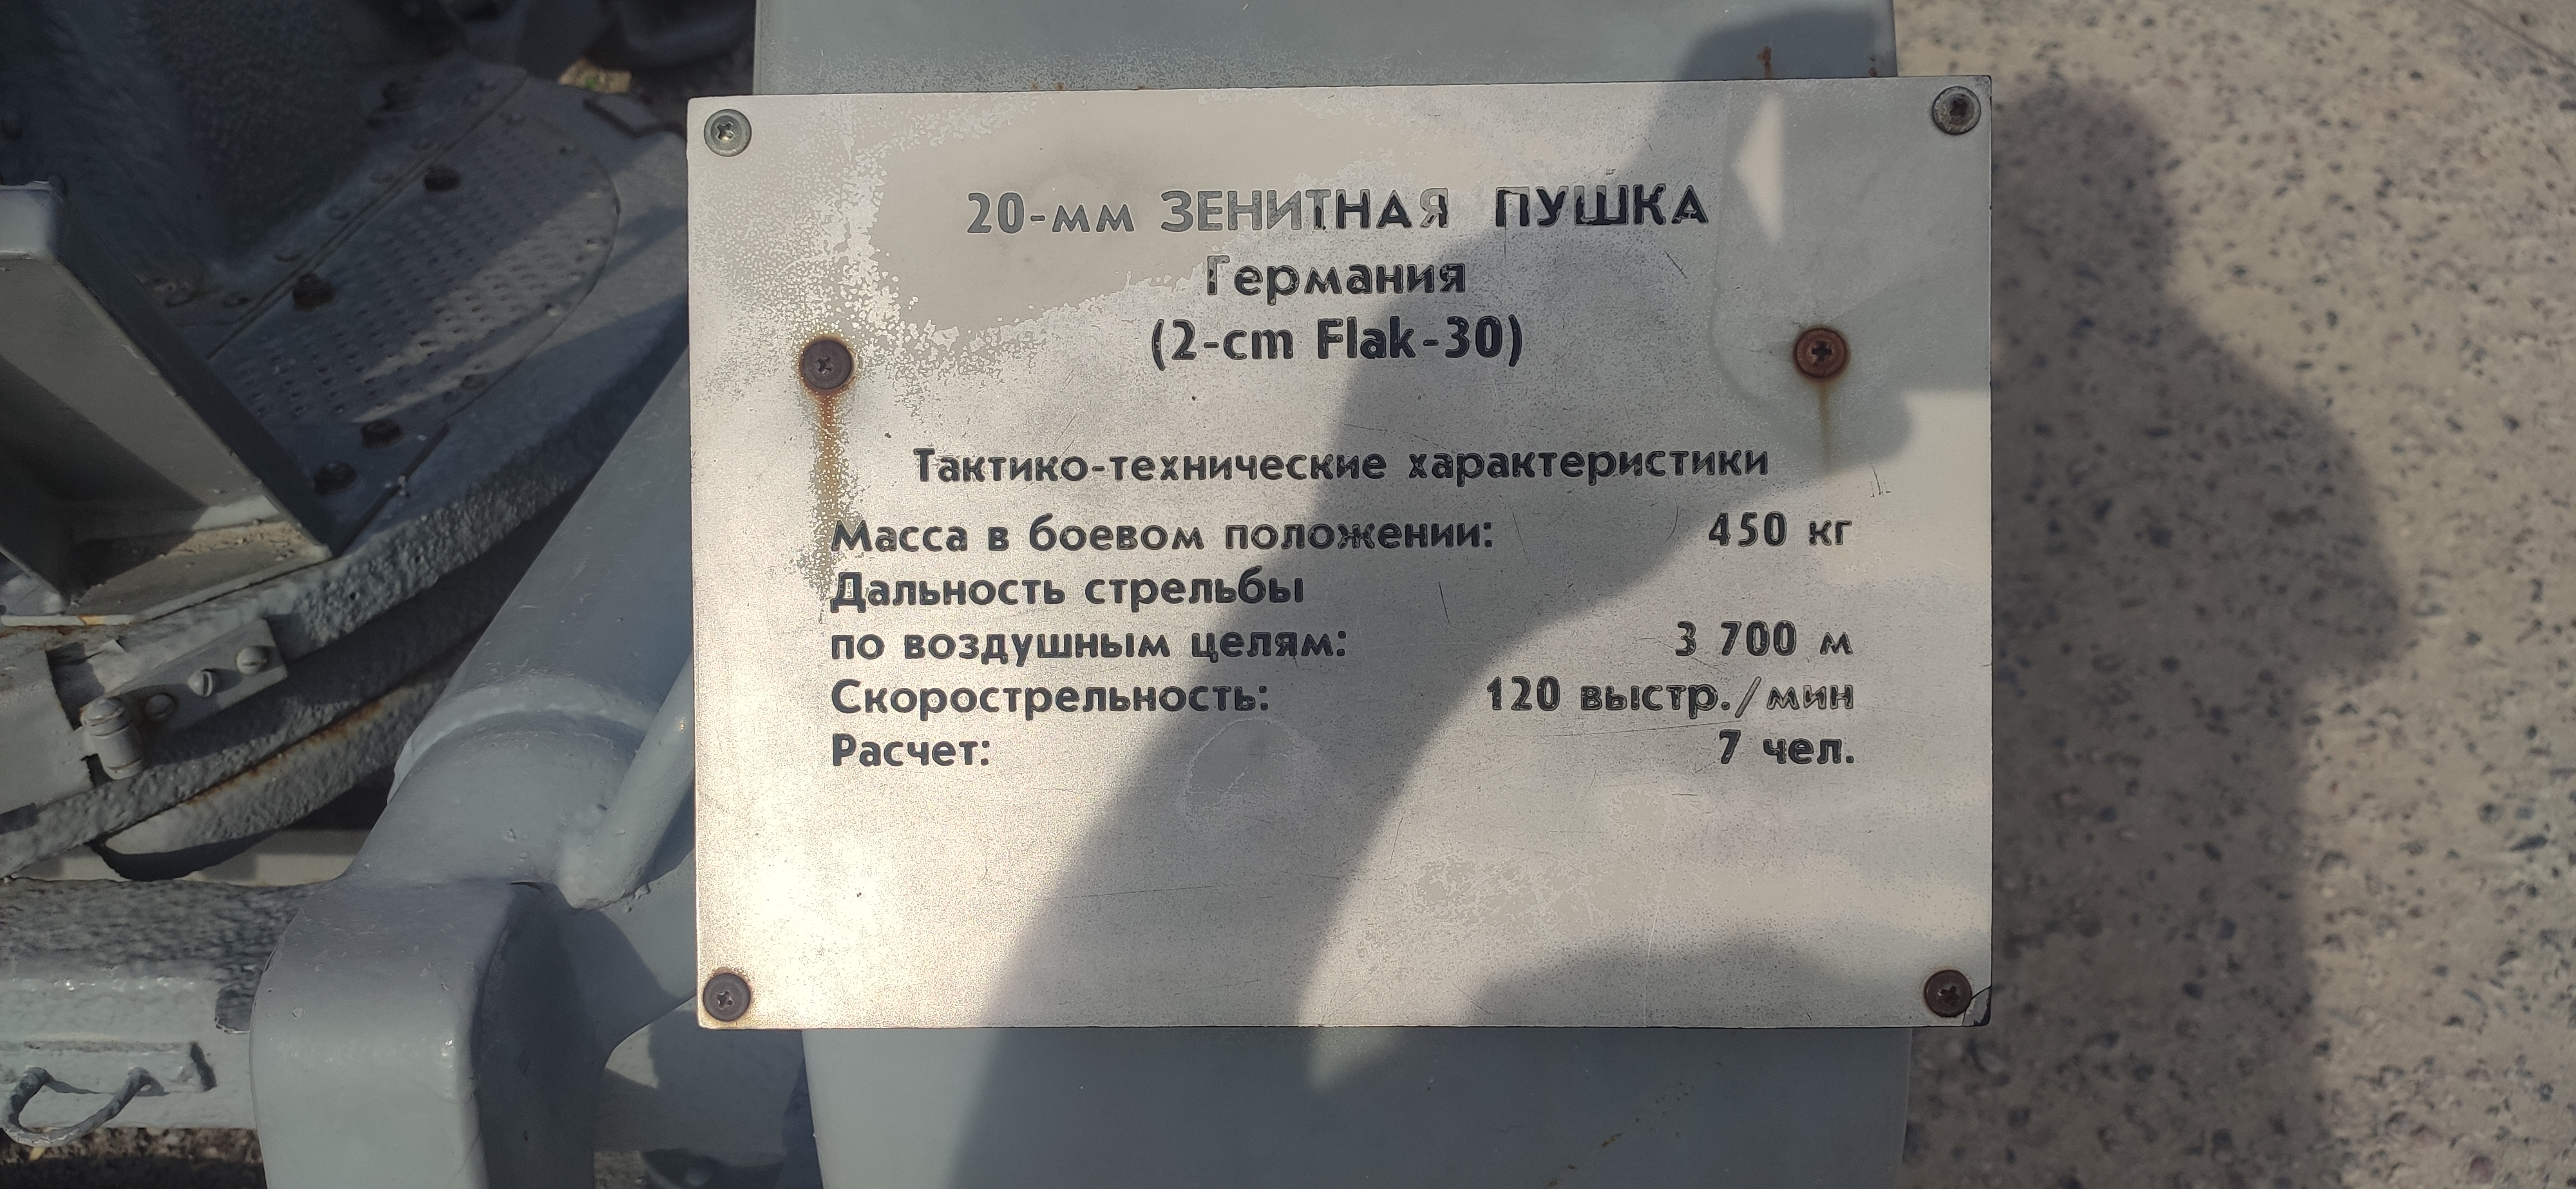 20-мм ЗЕНИТНАЯ ПУШКА
Германия
(2-cm Flak-30)
Тактико-технические характеристики
Масса в боевом положении: 450 кг
Дальность стрельбы
по воздушным целям: 3 700 м
Скорострельность: 120 выстр./мин
Расчет: 7 чел.